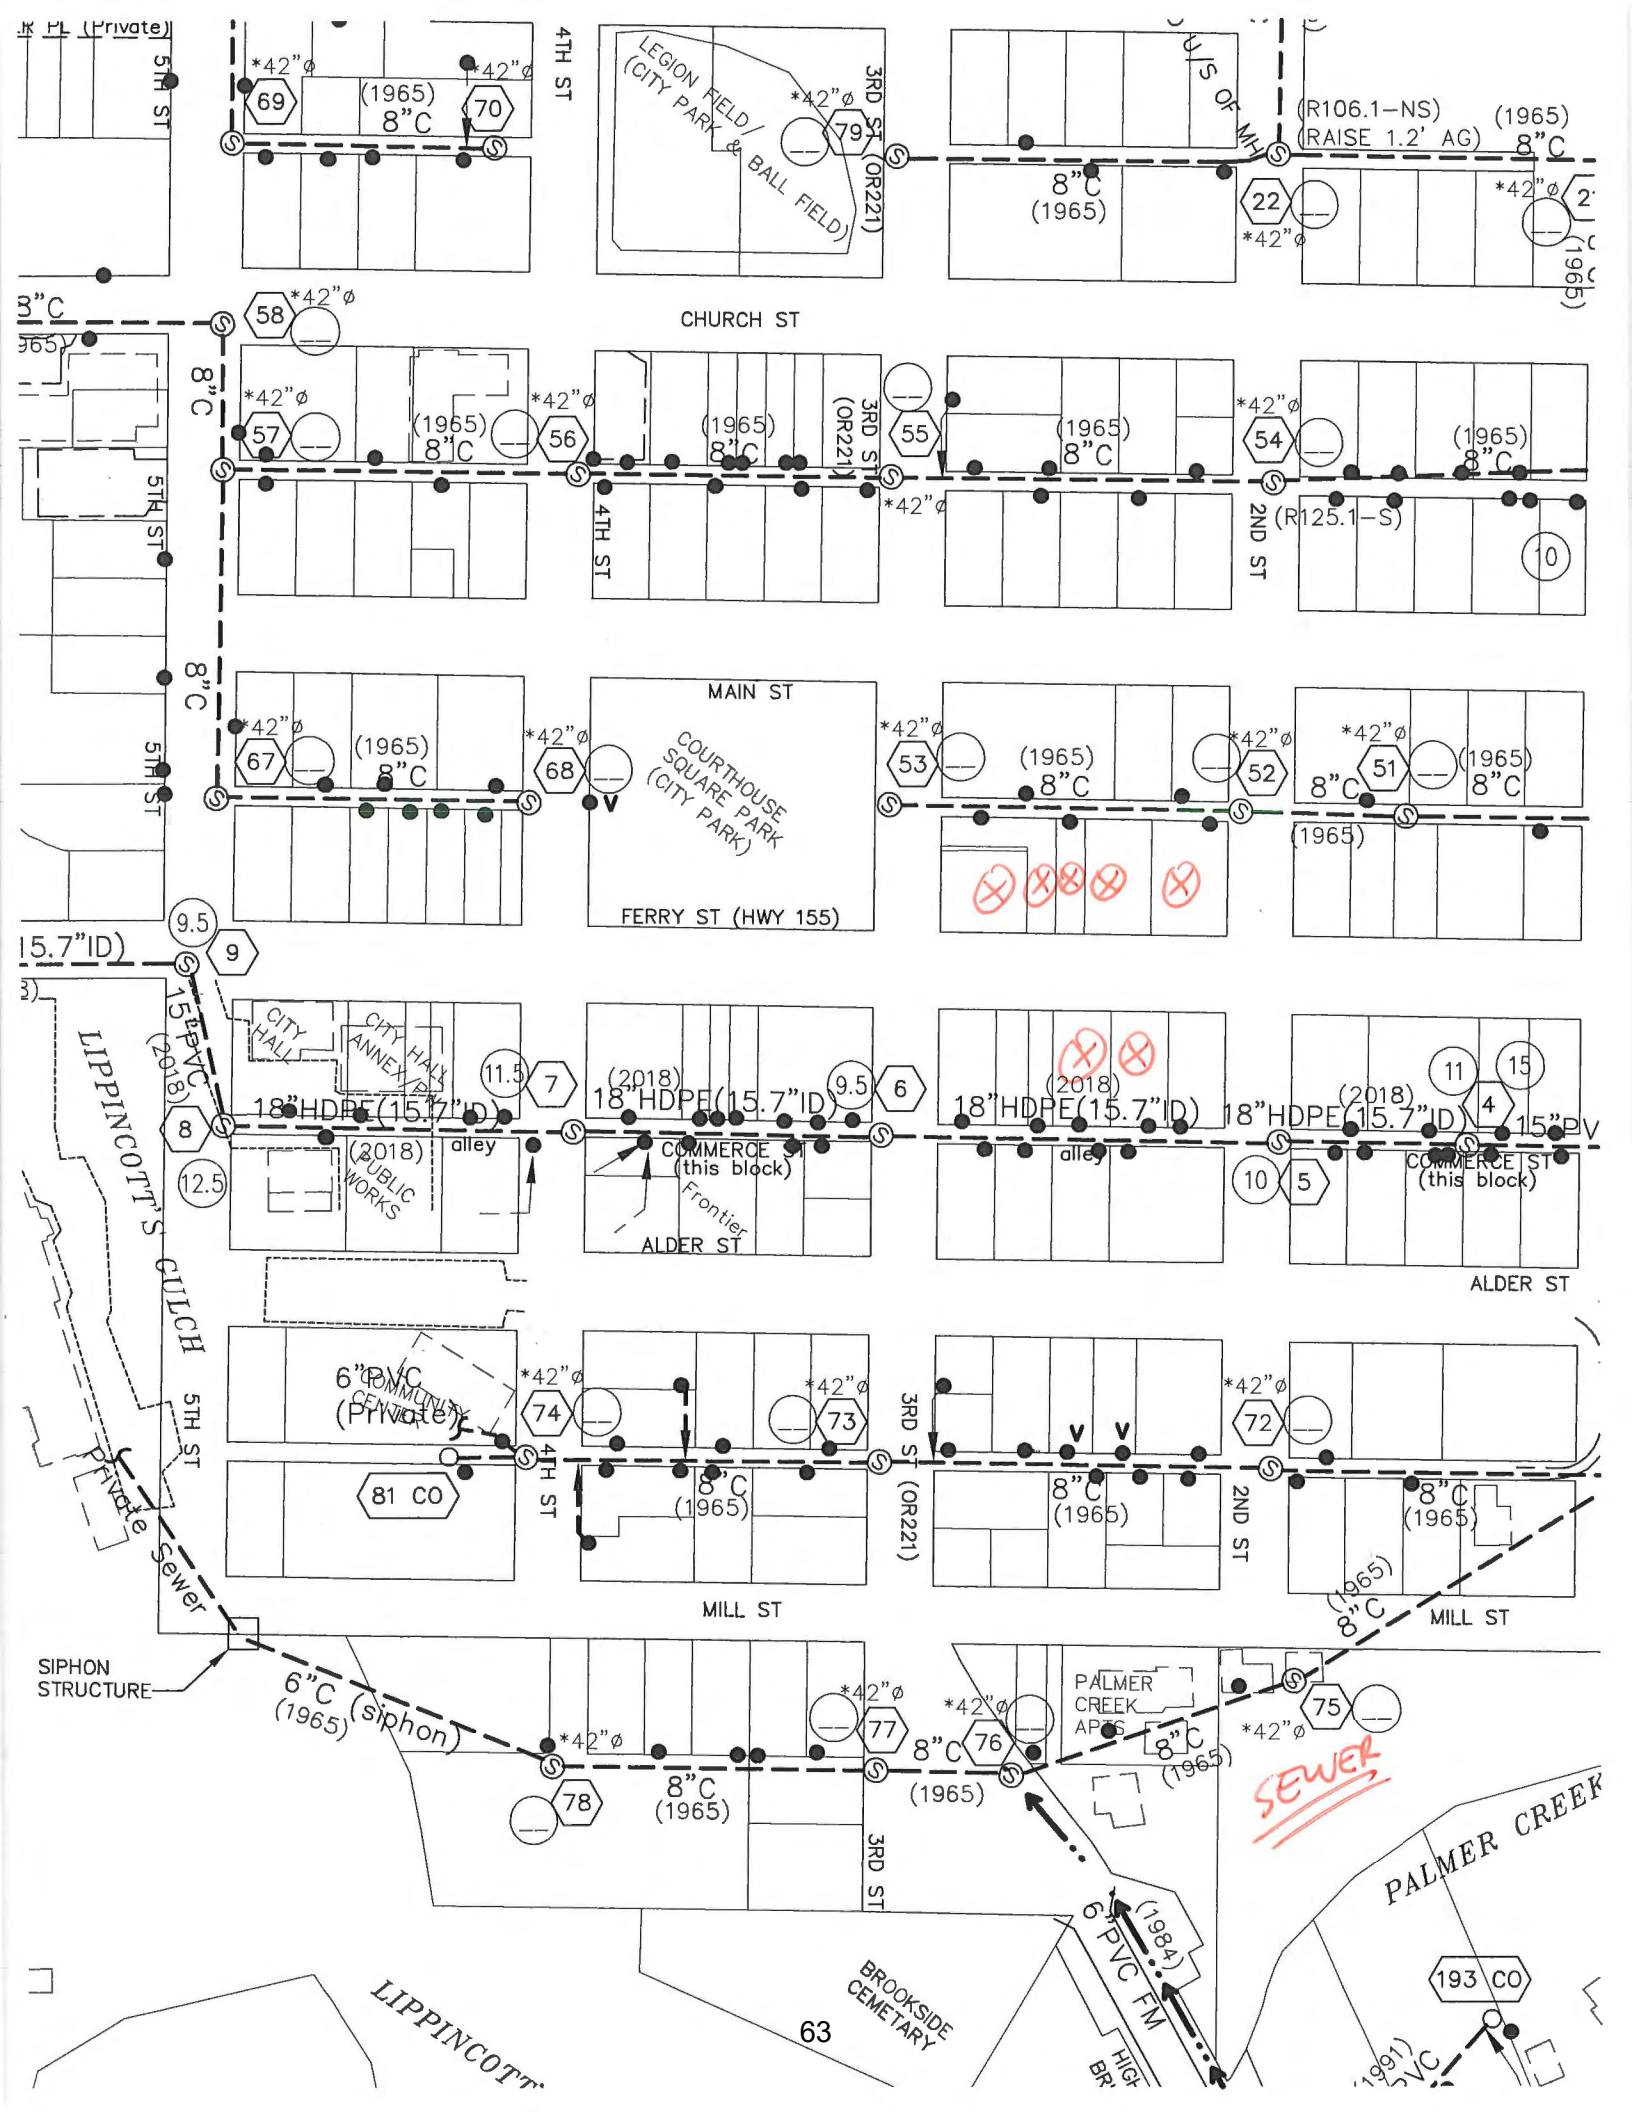 .R PL (Private)
5TH ST
*42"ø
69
(1965)
8"C
*42"ø
70
4TH ST
LEGION FIELD/
(CITY PARK & BALL FIELD)
*42"ø
79
3RD ST (OR221)
U/S OF MH
(R106.1-NS)
(RAISE 1.2' AG)
(1965)
8"C
8"C
(1965)
22
*42"ø
*42"ø
(1965)
8"C
965)
58
*42"ø
CHURCH ST
8"C
*42"ø
57
(1965)
8"C
*42"ø
56
(1965)
8"C
3RD ST
(OR221)
55
*42"ø
(1965)
8"C
*42"ø
54
(1965)
8"C
5TH ST
4TH ST
2ND ST
(R125.1-S)
10
8"C
MAIN ST
5TH ST
*42"ø
67
(1965)
8"C
*42"ø
68
V
COURTHOUSE
SQUARE PARK
(CITY PARK)
*42"ø
53
(1965)
8"C
*42"ø
52
*42"ø
51
8"C
(1965)
(1965)
8"C
FERRY ST (HWY 155)
9.5
9
15.7"ID)
15"PVC
(2018)
8
12.5
LIPPINCOTT'S GULCH
CITY
HALL
CITY HALL
ANNEX/
18"HDPE(15.7"ID)
(2018)
alley
PUBLIC
WORKS
11.5
7
(2018)
18"HDPE(15.7"ID)
9.5
6
COMMERCE ST
(this block)
Frontier
ALDER ST
(2018)
18"HDPE(15.7"ID)
alley
(2018)
18"HDPE(15.7"ID)
11
15
4
15"PV
10
5
COMMERCE ST
(this block)
ALDER ST
6"PVC
(Private)
COMMUNITY
CENTER
*42"ø
74
81 CO
4TH ST
5TH ST
*42"ø
73
8"C
(1965)
3RD ST (OR221)
V
V
8"C
(1965)
*42"ø
72
2ND ST
8"C
(1965)
Private Sewer
MILL ST
(1965)
8"C
MILL ST
SIPHON
STRUCTURE
6"C (siphon)
(1965)
*42"ø
78
8"C
(1965)
*42"ø
77
8"C
(1965)
*42"ø
76
PALMER
CREEK
APTS
8"C
(1965)
75
*42"ø
SEWER
3RD ST
PALMER CREEK
(1984)
6"PVC FM
193 CO
BROOKSIDE
CEMETARY
LIPPINCOTT'
63
HIGH
(1991)